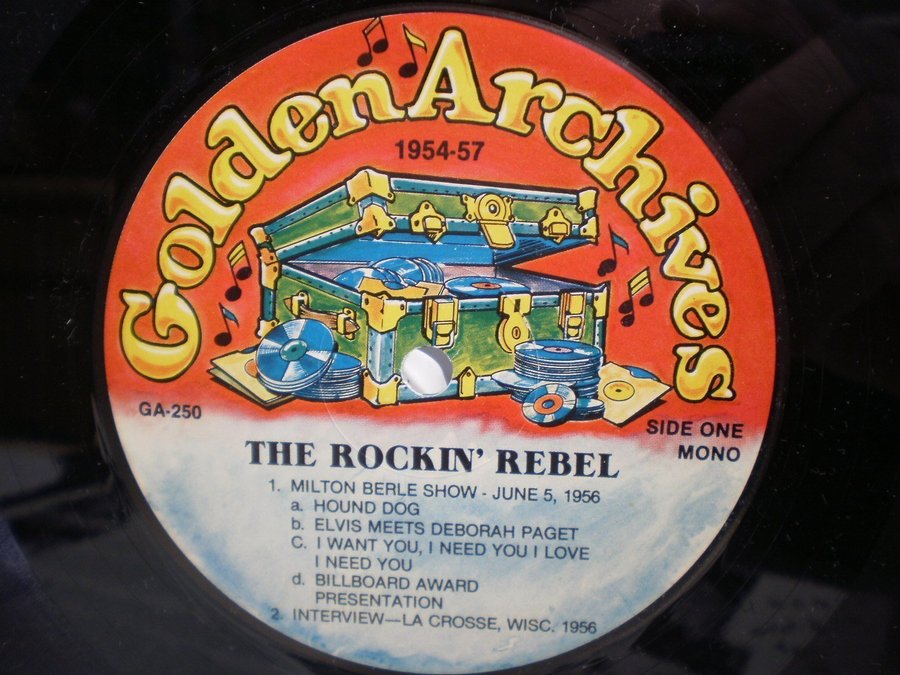 Golden Archives
1954-57
GA-250
SIDE ONE
MONO
THE ROCKIN' REBEL
1. MILTON BERLE SHOW - JUNE 5, 1956
a. HOUND DOG
b. ELVIS MEETS DEBORAH PAGET
C. I WANT YOU, I NEED YOU I LOVE
I NEED YOU
d. BILLBOARD AWARD
PRESENTATION
2. INTERVIEW—LA CROSSE, WISC. 1956